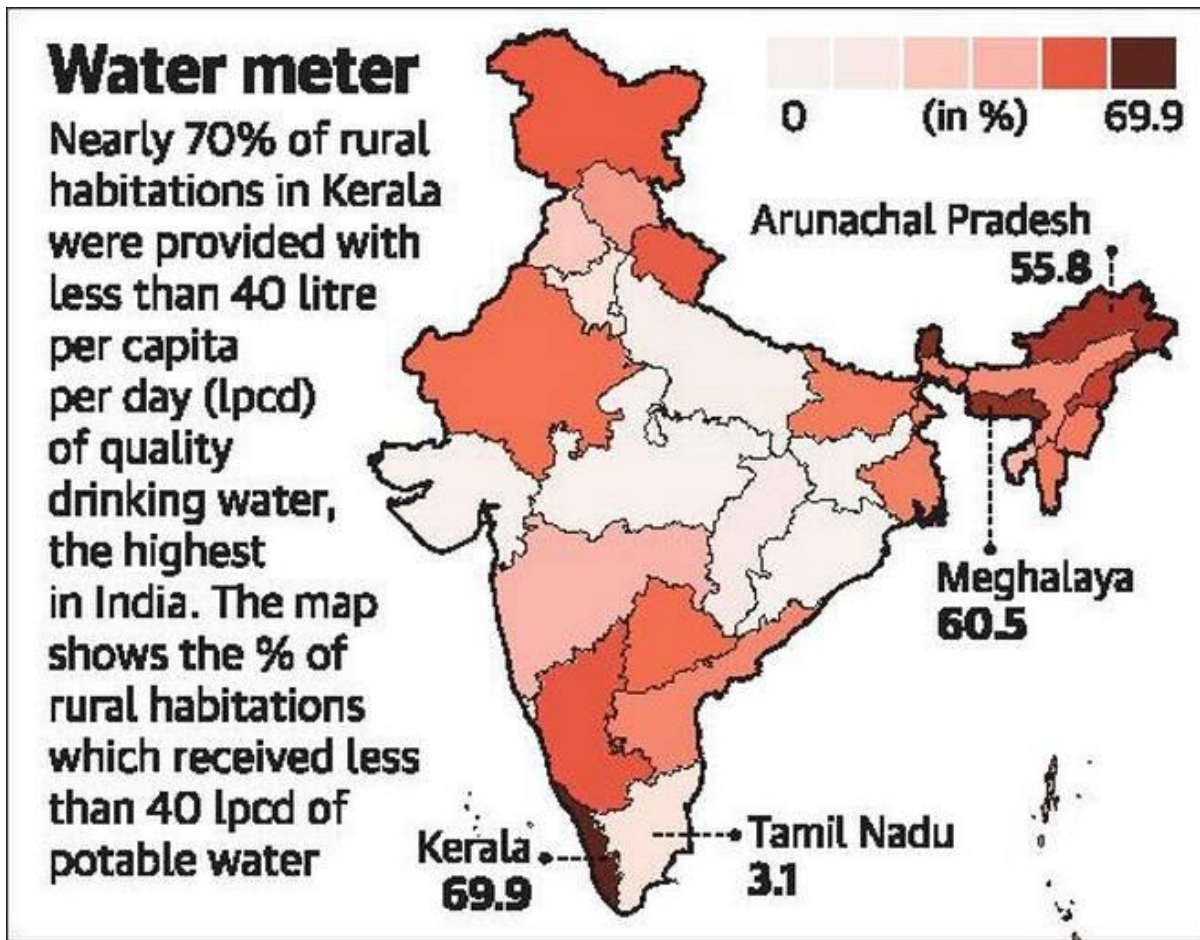 Water meter
Nearly 70% of rural
habitations in Kerala
were provided with
less than 40 litre
per capita
per day (lpcd)
of quality
drinking water,
the highest
in India. The map
shows the % of
rural habitations
which received less
than 40 lpcd of
potable water
0 (in %) 69.9
Arunachal Pradesh
55.8
Meghalaya
60.5
Kerala
69.9
Tamil Nadu
3.1